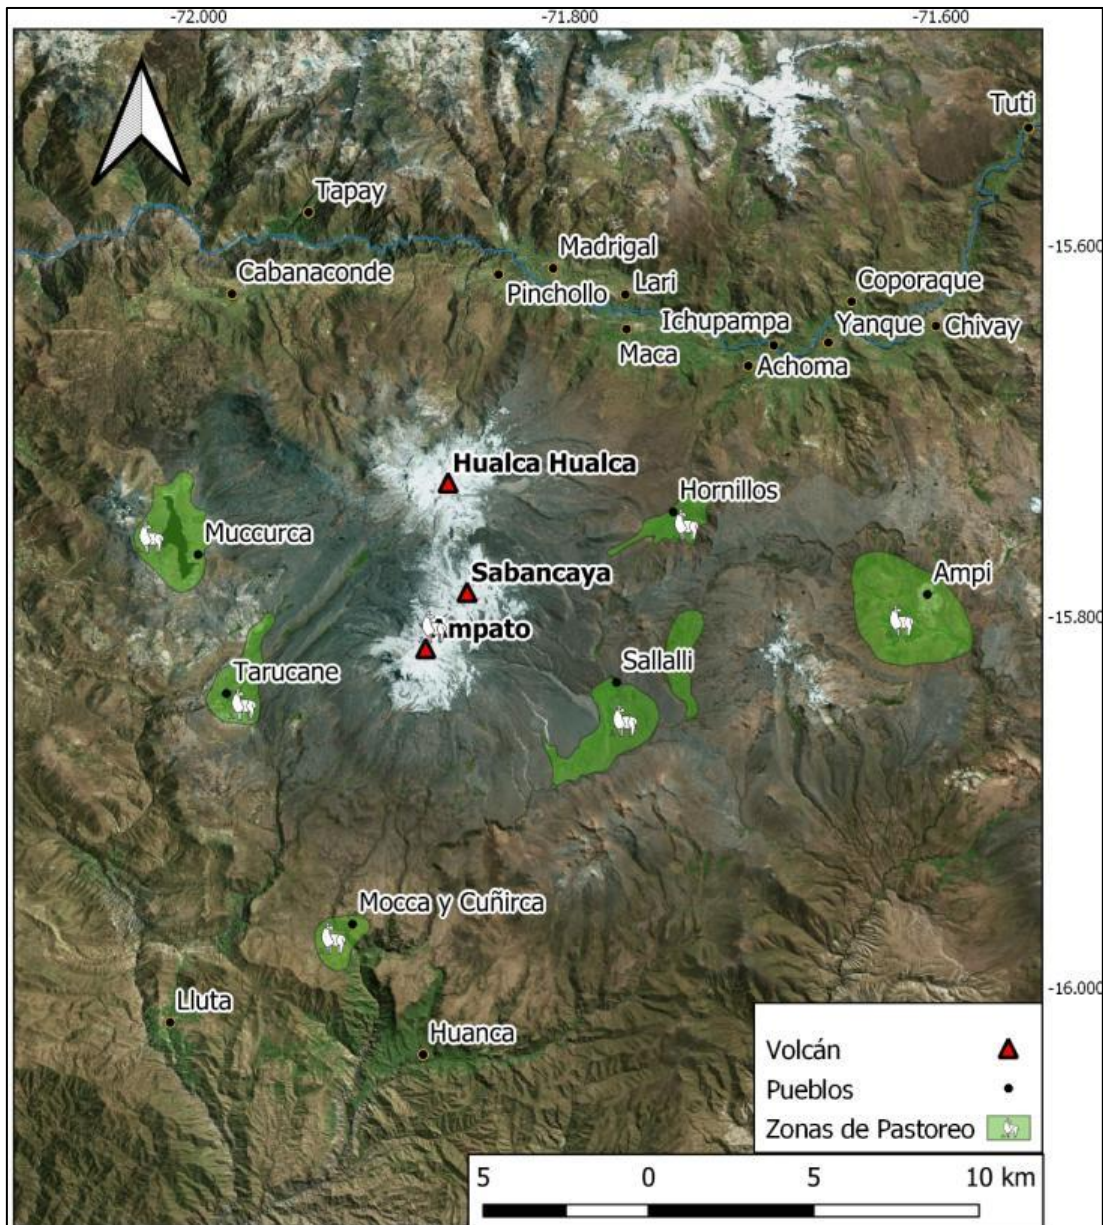 -72.000
-71.800
-71.600
Tuti
Tapay
-15.600
Madrigal
Cabanaconde
Pinchollo
Lari
Coporaque
Ichupampa
Yanque
Chivay
Maca
Achoma
Hualca Hualca
Hornillos
Muccurca
Sabancaya
Ampi
-15.800
mpato
Tarucane
Sallalli
Mocca y Cuñirca
-16.000
Lluta
Huanca
Volcán
Pueblos
Zonas de Pastoreo
5 0 5 10 km